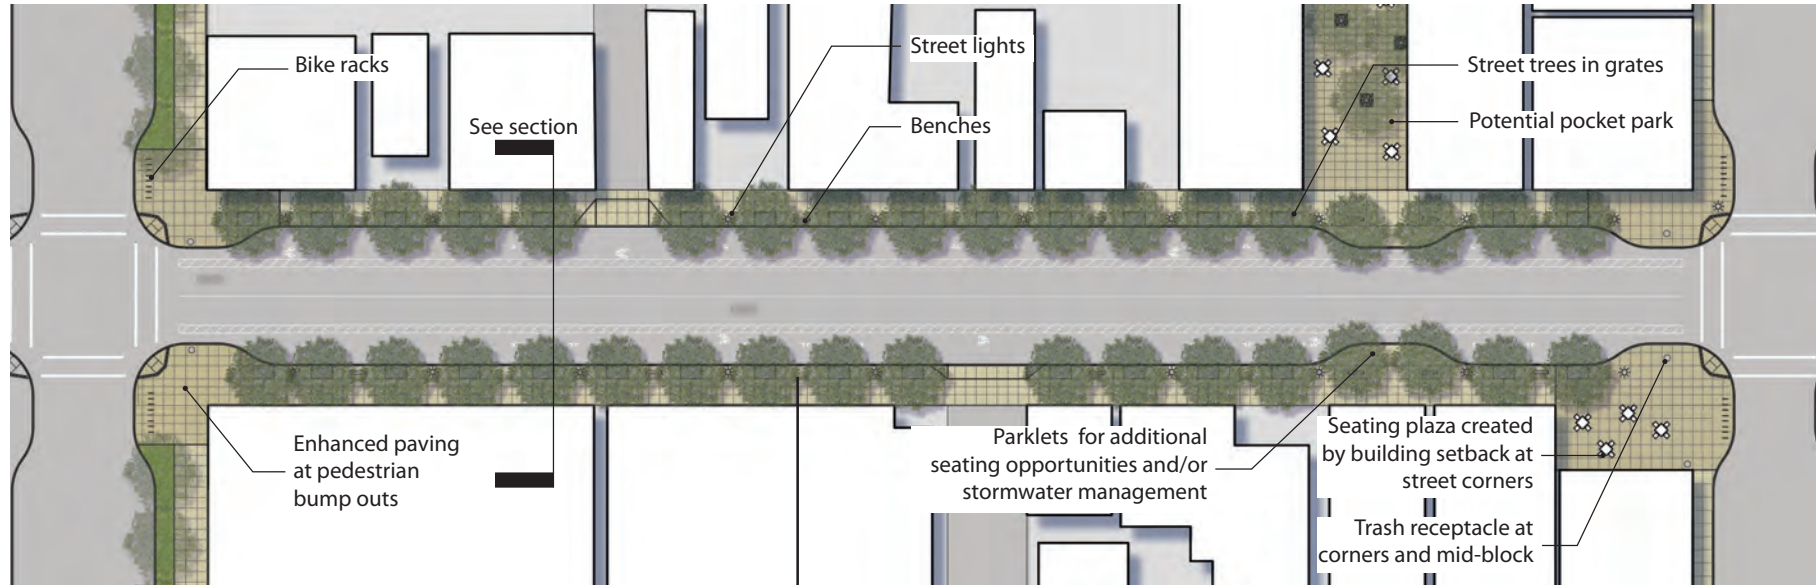 Bike racks
Street lights
Street trees in grates
See section
Benches
Potential pocket park
Enhanced paving
at pedestrian
bump outs
Parklets  for additional
seating opportunities and/or
stormwater management
Seating plaza created
by building setback at
street corners
Trash receptacle at
corners and mid-block